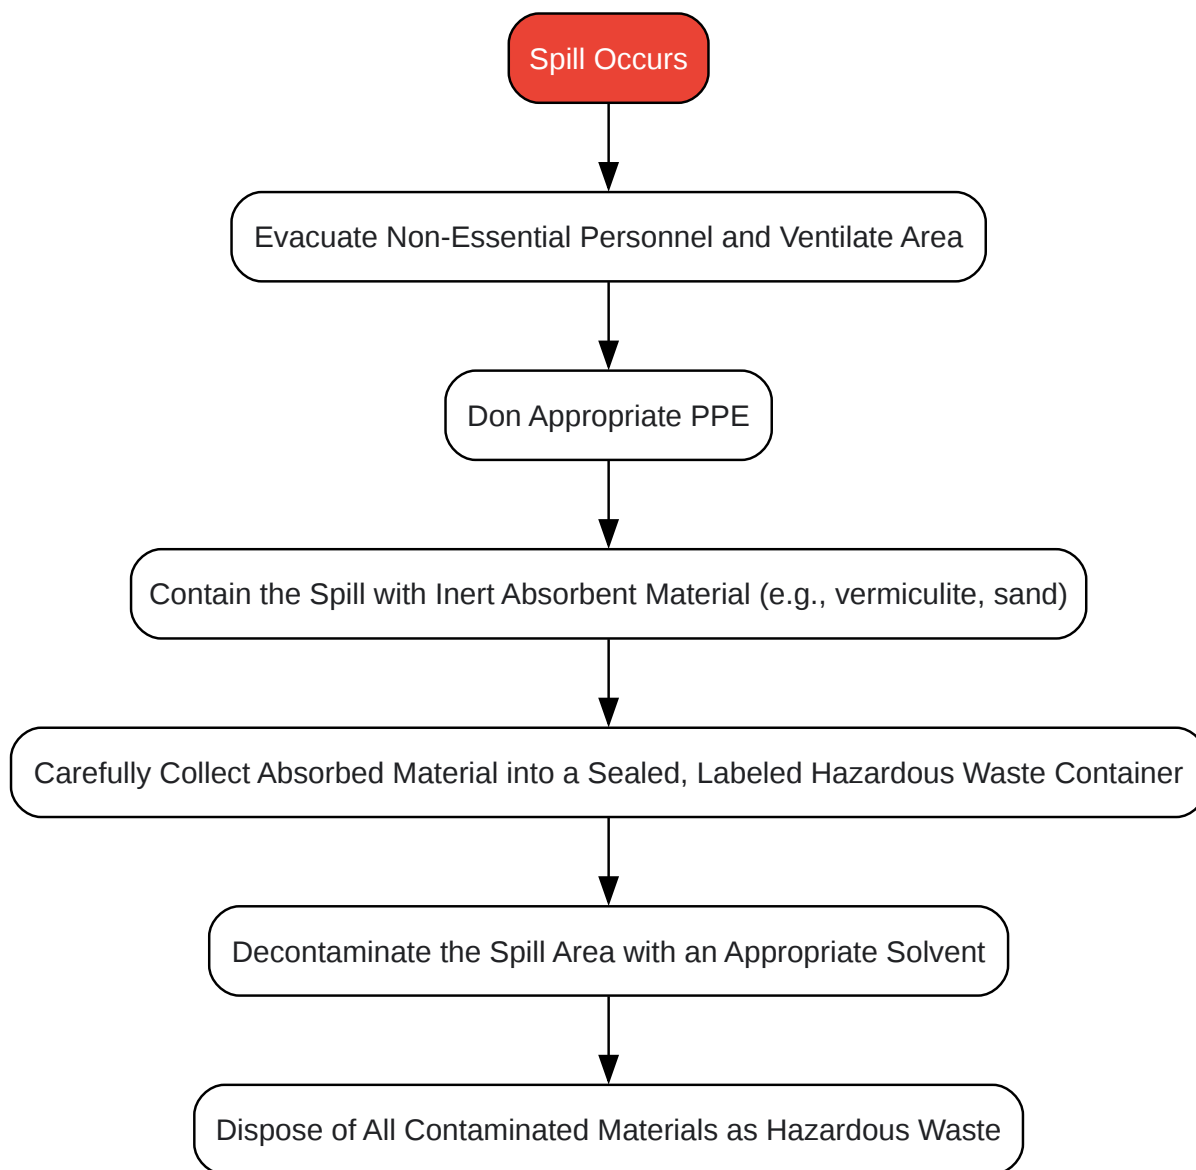 Spill Occurs
Evacuate Non-Essential Personnel and Ventilate Area
Don Appropriate PPE
Contain the Spill with Inert Absorbent Material (e.g., vermiculite, sand)
Carefully Collect Absorbed Material into a Sealed, Labeled Hazardous Waste Container
Decontaminate the Spill Area with an Appropriate Solvent
Dispose of All Contaminated Materials as Hazardous Waste